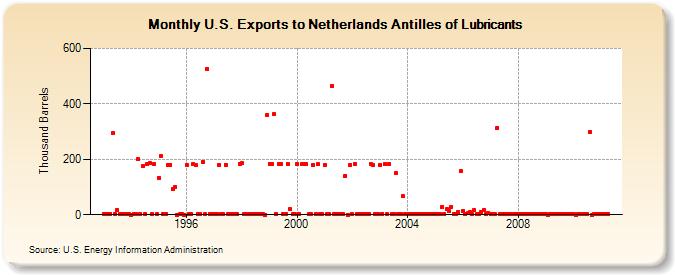 Monthly U.S. Exports to Netherlands Antilles of Lubricants
Thousand Barrels
600
400
200
0
1996
2000
2004
2008
Source: U.S. Energy Information Administration